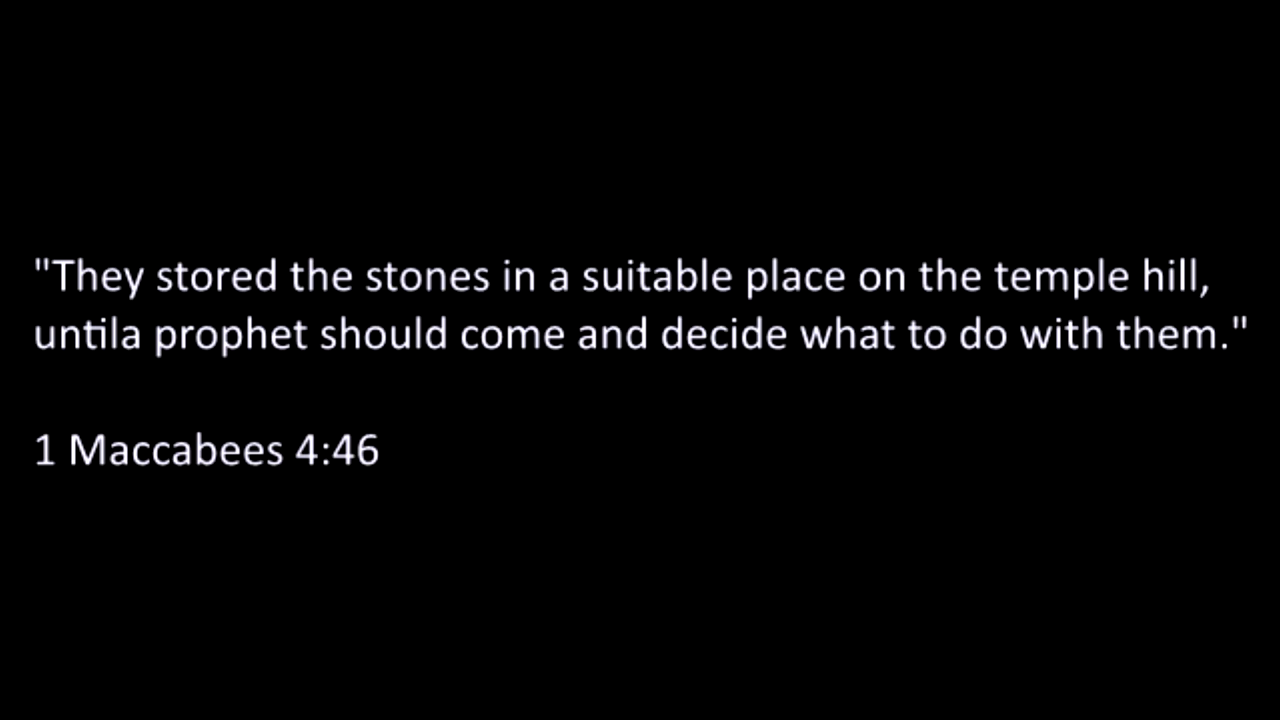 "They stored the stones in a suitable place on the temple hill,
untila prophet should come and decide what to do with them."
1 Maccabees 4:46